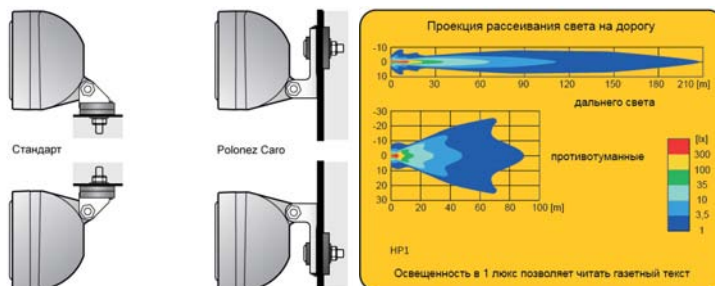 Стандарт
Polonez Caro
Проекция рассеивания света на дорогу
-10
0
10
0 30 60 90 120 150 180 210 [m]
дальнего света
-30
-20
-10
0
10
20
30
0 20 40 60 80 100 [m]
противотуманные
[lx]
300
100
35
10
3,5
1
HP1
Освещенность в 1 люкс позволяет читать газетный текст